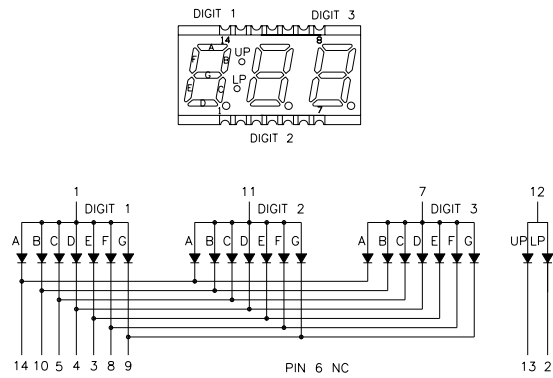 DIGIT 1 DIGIT 3
14 8
A UP
F B
G
LP
E C
D
1 7
DIGIT 2
1 11 7 12
DIGIT 1 DIGIT 2 DIGIT 3
A B C D E F G A B C D E F G A B C D E F G UP LP
14 10 5 4 3 8 9 PIN 6 NC 13 2